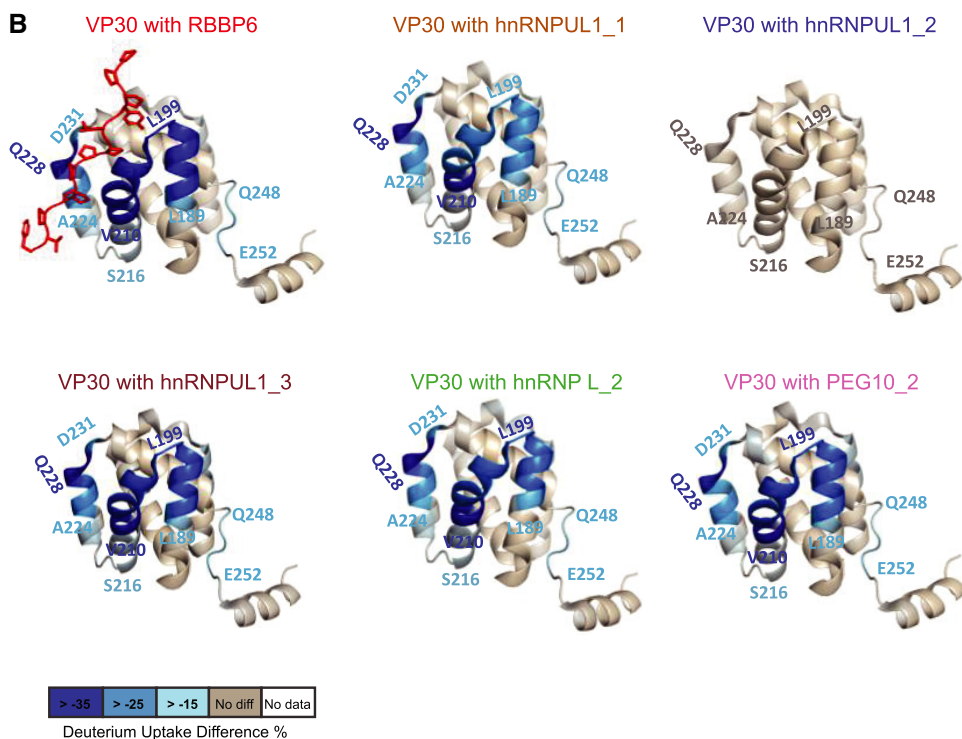 B
VP30 with RBBP6
VP30 with hnRNPUL1_1
VP30 with hnRNPUL1_2
D231
L199
Q228
Q248
A224
L189
V210
E252
S216
D231
L199
Q228
Q248
A224
L189
V210
S216
E252
L199
Q228
Q248
A224
L189
S216
E252
VP30 with hnRNPUL1_3
VP30 with hnRNP L_2
VP30 with PEG10_2
D231
L199
Q228
Q248
A224
L189
V210
E252
S216
D231
L199
Q228
Q248
A224
L189
V210
E252
S216
D231
L199
Q228
Q248
A224
L189
V210
E252
S216
> -35 > -25 > -15 No diff No data
Deuterium Uptake Difference %